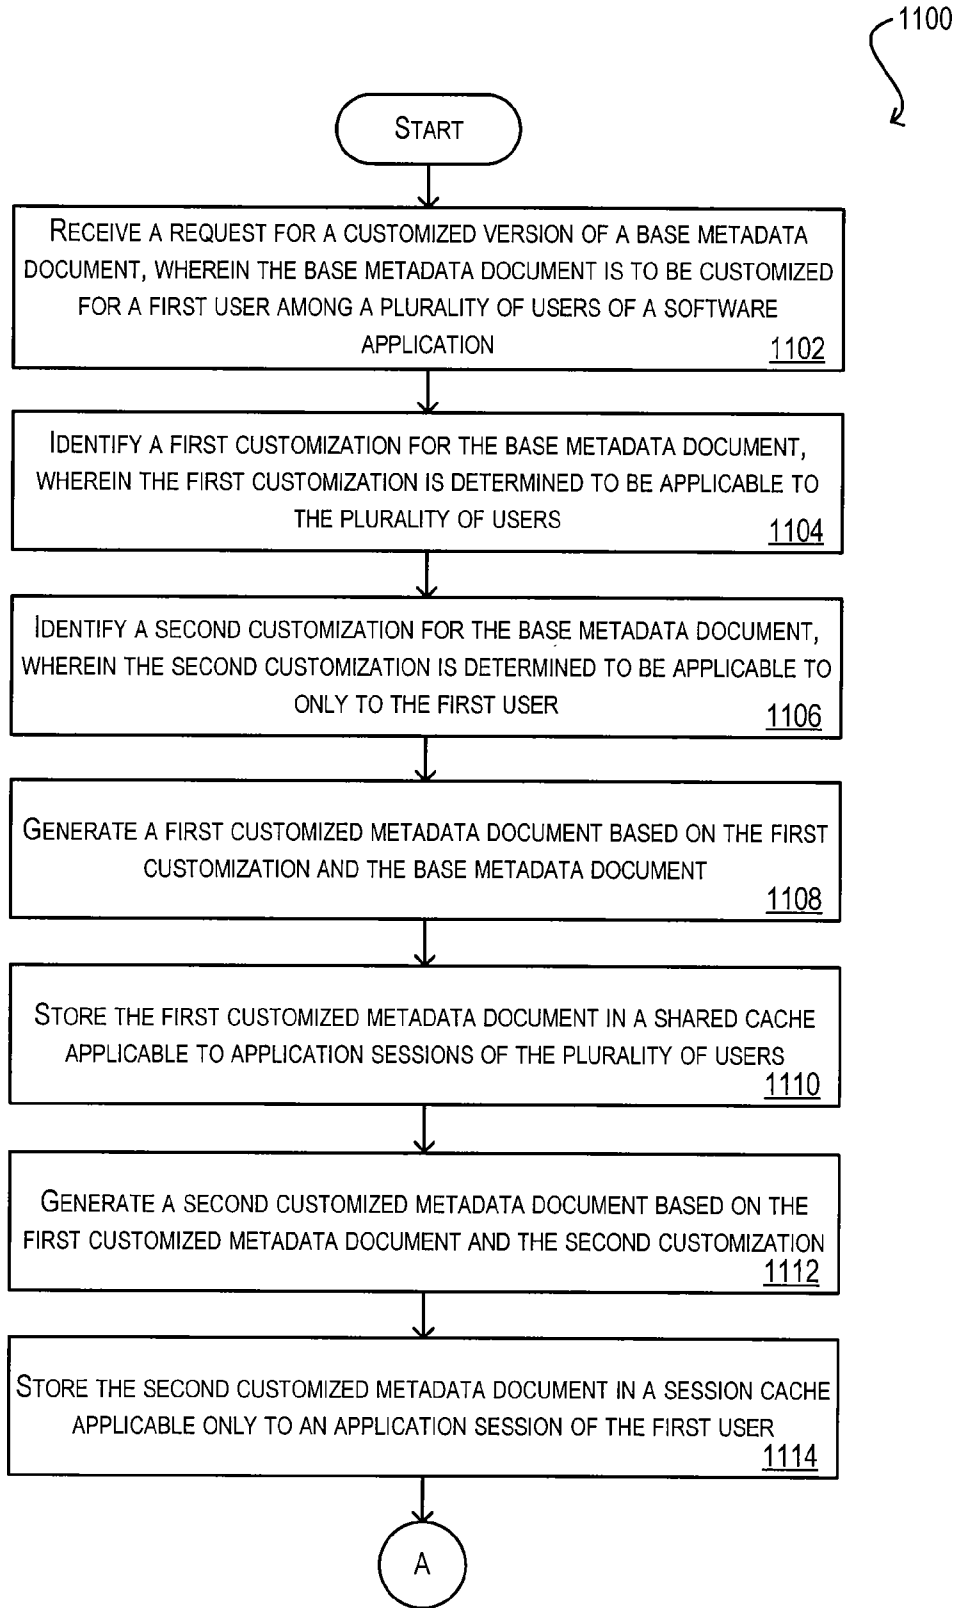 1100
START
RECEIVE A REQUEST FOR A CUSTOMIZED VERSION OF A BASE METADATA
DOCUMENT, WHEREIN THE BASE METADATA DOCUMENT IS TO BE CUSTOMIZED
FOR A FIRST USER AMONG A PLURALITY OF USERS OF A SOFTWARE
APPLICATION
1102
IDENTIFY A FIRST CUSTOMIZATION FOR THE BASE METADATA DOCUMENT,
WHEREIN THE FIRST CUSTOMIZATION IS DETERMINED TO BE APPLICABLE TO
THE PLURALITY OF USERS
1104
IDENTIFY A SECOND CUSTOMIZATION FOR THE BASE METADATA DOCUMENT,
WHEREIN THE SECOND CUSTOMIZATION IS DETERMINED TO BE APPLICABLE TO
ONLY TO THE FIRST USER
1106
GENERATE A FIRST CUSTOMIZED METADATA DOCUMENT BASED ON THE FIRST
CUSTOMIZATION AND THE BASE METADATA DOCUMENT
1108
STORE THE FIRST CUSTOMIZED METADATA DOCUMENT IN A SHARED CACHE
APPLICABLE TO APPLICATION SESSIONS OF THE PLURALITY OF USERS
1110
GENERATE A SECOND CUSTOMIZED METADATA DOCUMENT BASED ON THE
FIRST CUSTOMIZED METADATA DOCUMENT AND THE SECOND CUSTOMIZATION
1112
STORE THE SECOND CUSTOMIZED METADATA DOCUMENT IN A SESSION CACHE
APPLICABLE ONLY TO AN APPLICATION SESSION OF THE FIRST USER
1114
A